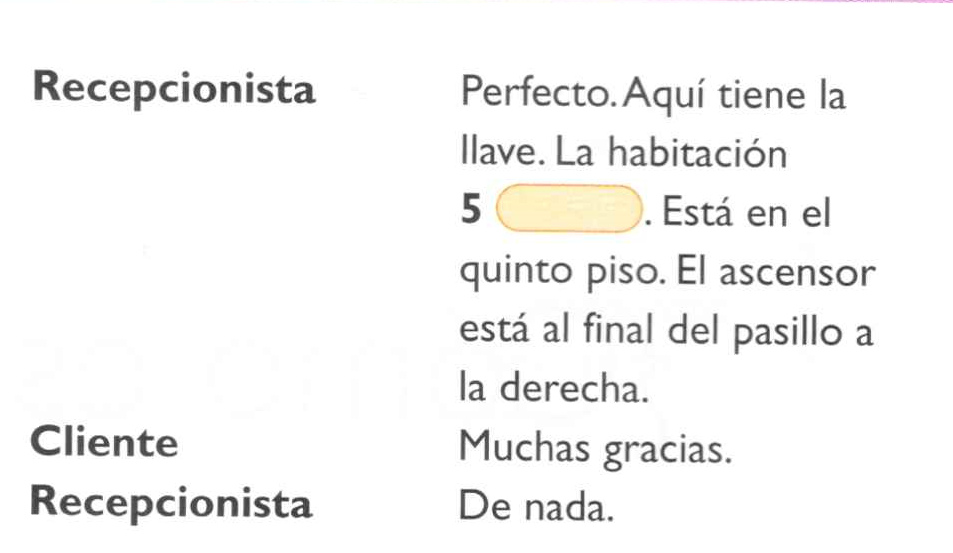 Recepcionista Perfecto. Aquí tiene la
llave. La habitación
5 . Está en el
quinto piso. El ascensor
está al final del pasillo a
la derecha.
Cliente Muchas gracias.
Recepcionista De nada.